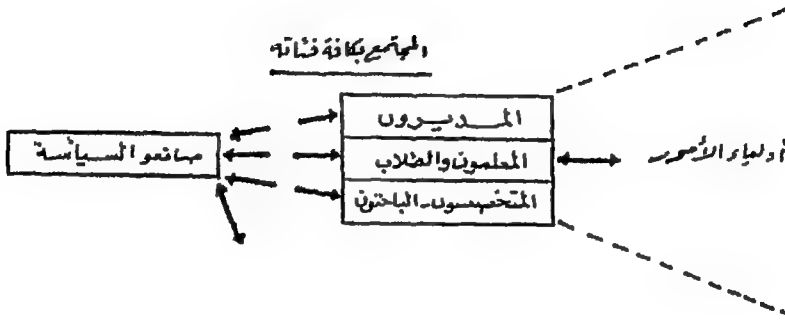 المجتمع بكافة فئاته
المديرون
أولياء الأمور
المعلمون والطلاب
صانعو السياسة
المتخصصون - الباحثون